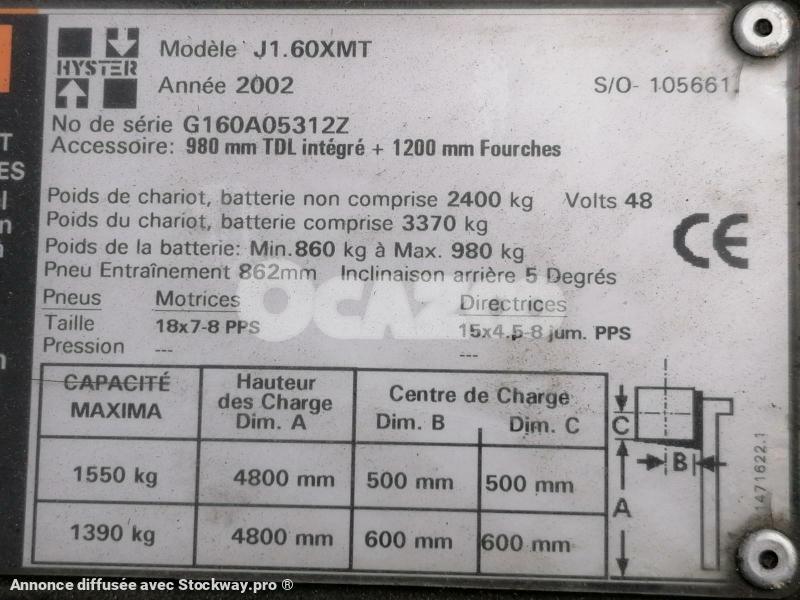 HYSTER
Modèle J1.60XMT
Année 2002 S/O- 105661
No de série G160A05312Z
Accessoire: 980 mm TDL intégré + 1200 mm Fourches
Poids de chariot, batterie non comprise 2400 kg Volts 48
Poids du chariot, batterie comprise 3370 kg
Poids de la batterie: Min.860 kg à Max. 980 kg
Pneu Entraînement 862mm Inclinaison arrière 5 Degrés
Pneus Motrices Directrices
Taille 18x7-8 PPS 15x4.5-8 jum. PPS
Pression --- ---
CE
CAPACITÉ MAXIMA
Hauteur des Charge Dim. A
Centre de Charge
Dim. B Dim. C
1550 kg 4800 mm 500 mm 500 mm
1390 kg 4800 mm 600 mm 600 mm
C
B
A
1471622.1
OCAZ
Annonce diffusée avec Stockway.pro ®